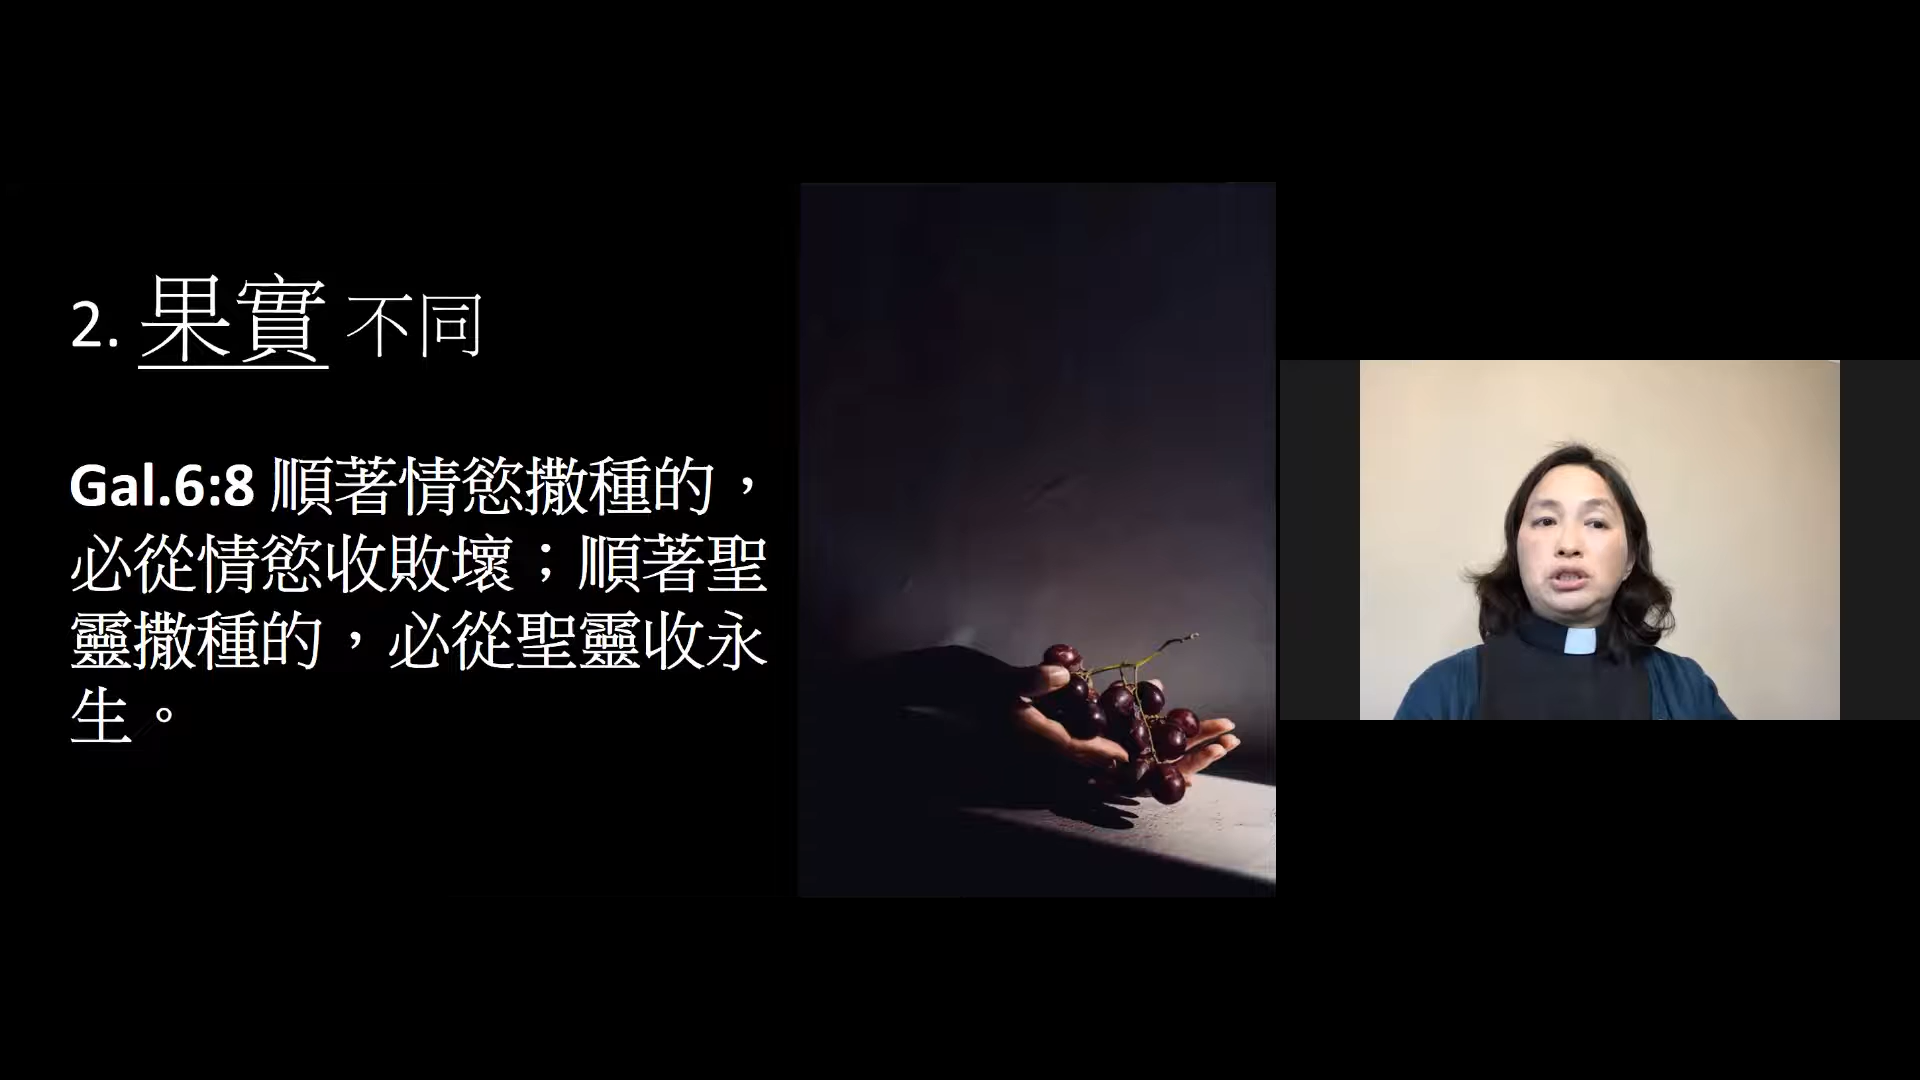 2. 果實 不同
Gal.6:8 順著情慾撒種的，
必從情慾收敗壞；順著聖
靈撒種的，必從聖靈收永
生。